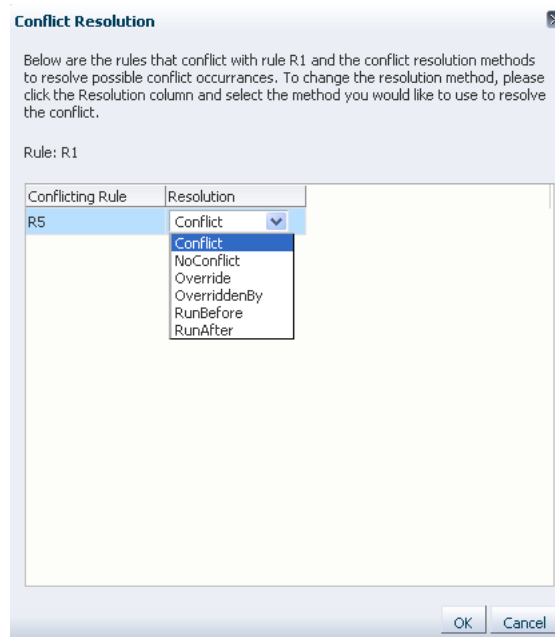 Conflict Resolution
Below are the rules that conflict with rule R1 and the conflict resolution methods
to resolve possible conflict occurrances. To change the resolution method, please
click the Resolution column and select the method you would like to use to resolve
the conflict.
Rule: R1
Conflicting Rule Resolution
R5 Conflict
Conflict
NoConflict
Override
OverriddenBy
RunBefore
RunAfter
OK Cancel